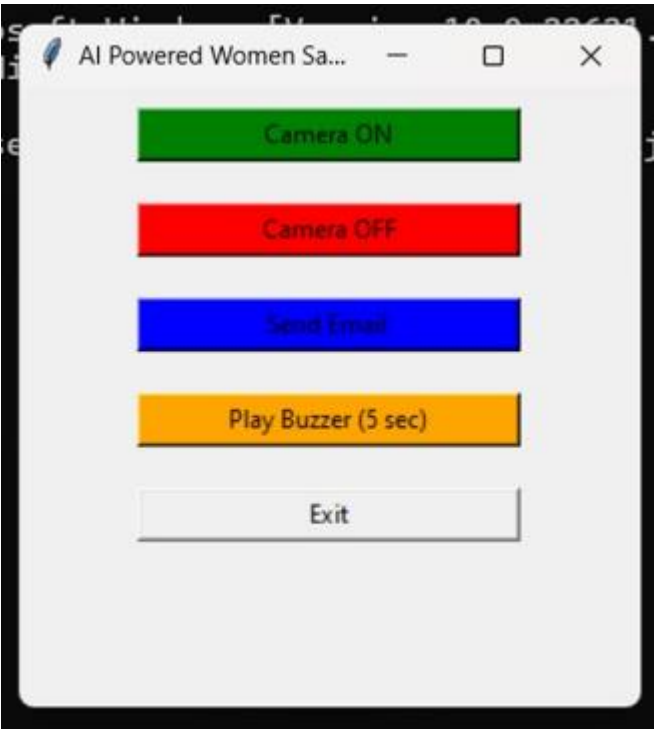 AI Powered Women Sa...
Camera ON
Camera OFF
Send Email
Play Buzzer (5 sec)
Exit